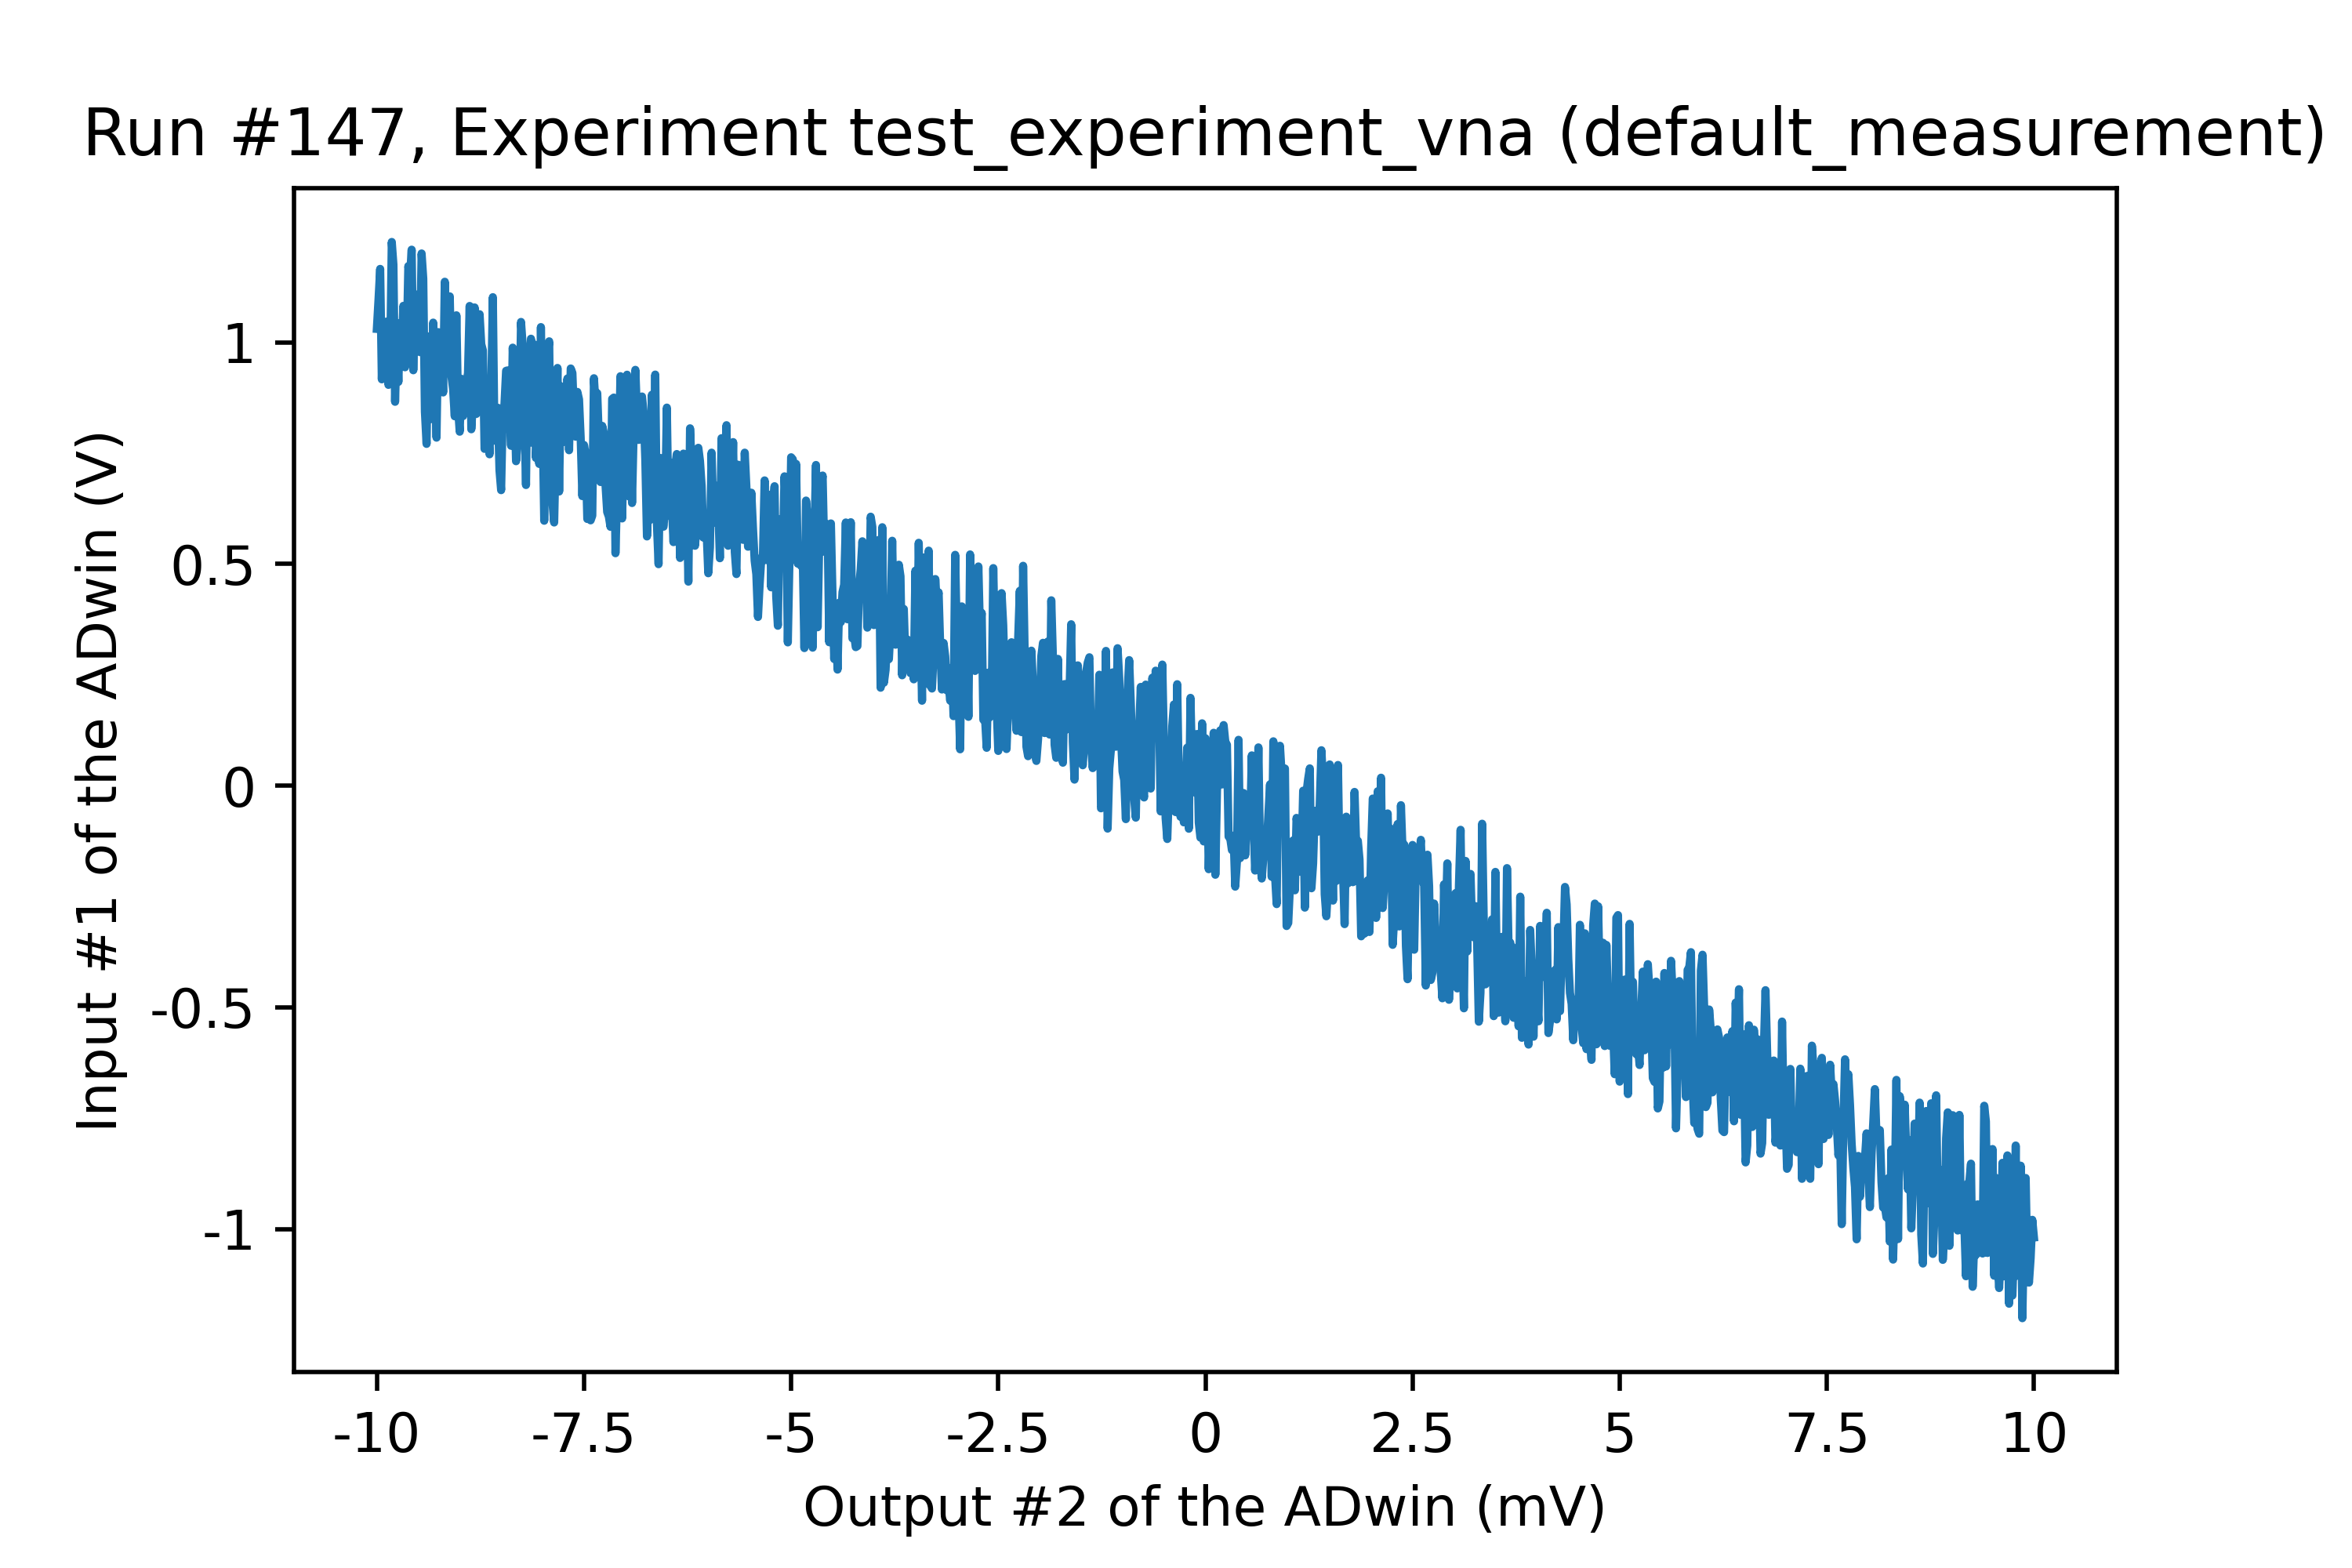 Run #147, Experiment test_experiment_vna (default_measurement)
Input #1 of the ADwin (V)
1
0.5
0
-0.5
-1
-10 -7.5 -5 -2.5 0 2.5 5 7.5 10
Output #2 of the ADwin (mV)